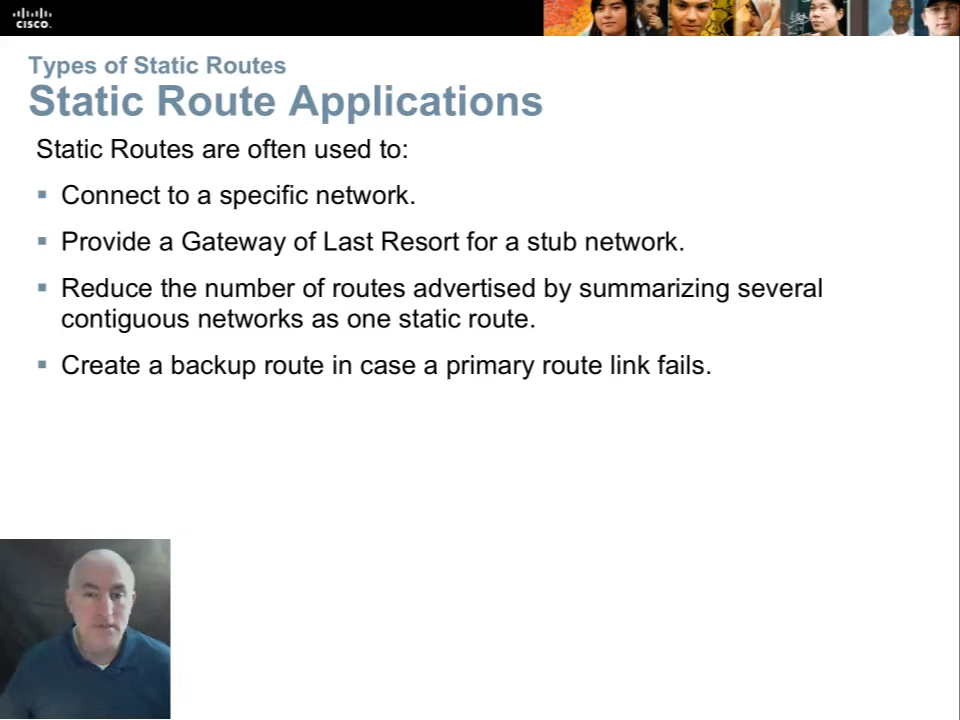 CISCO.
Types of Static Routes
Static Route Applications
Static Routes are often used to:
▪ Connect to a specific network.
▪ Provide a Gateway of Last Resort for a stub network.
▪ Reduce the number of routes advertised by summarizing several
contiguous networks as one static route.
▪ Create a backup route in case a primary route link fails.